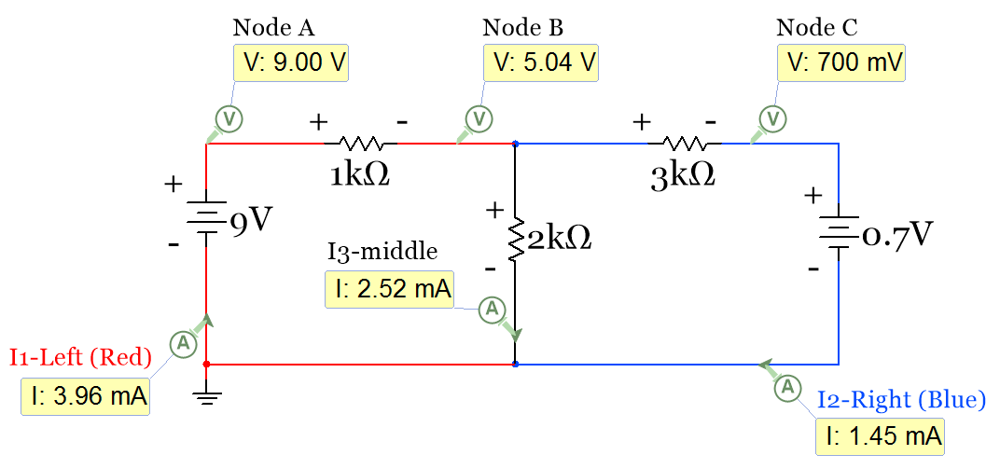 Node A
Node B
Node C
V: 9.00 V
V: 5.04 V
V: 700 mV
V
V
V
+ -
+ -
1kΩ
3kΩ
+
9V
-
+
2kΩ
-
+
0.7V
-
I3-middle
I: 2.52 mA
A
A
I1-Left (Red)
I: 3.96 mA
A
I2-Right (Blue)
I: 1.45 mA